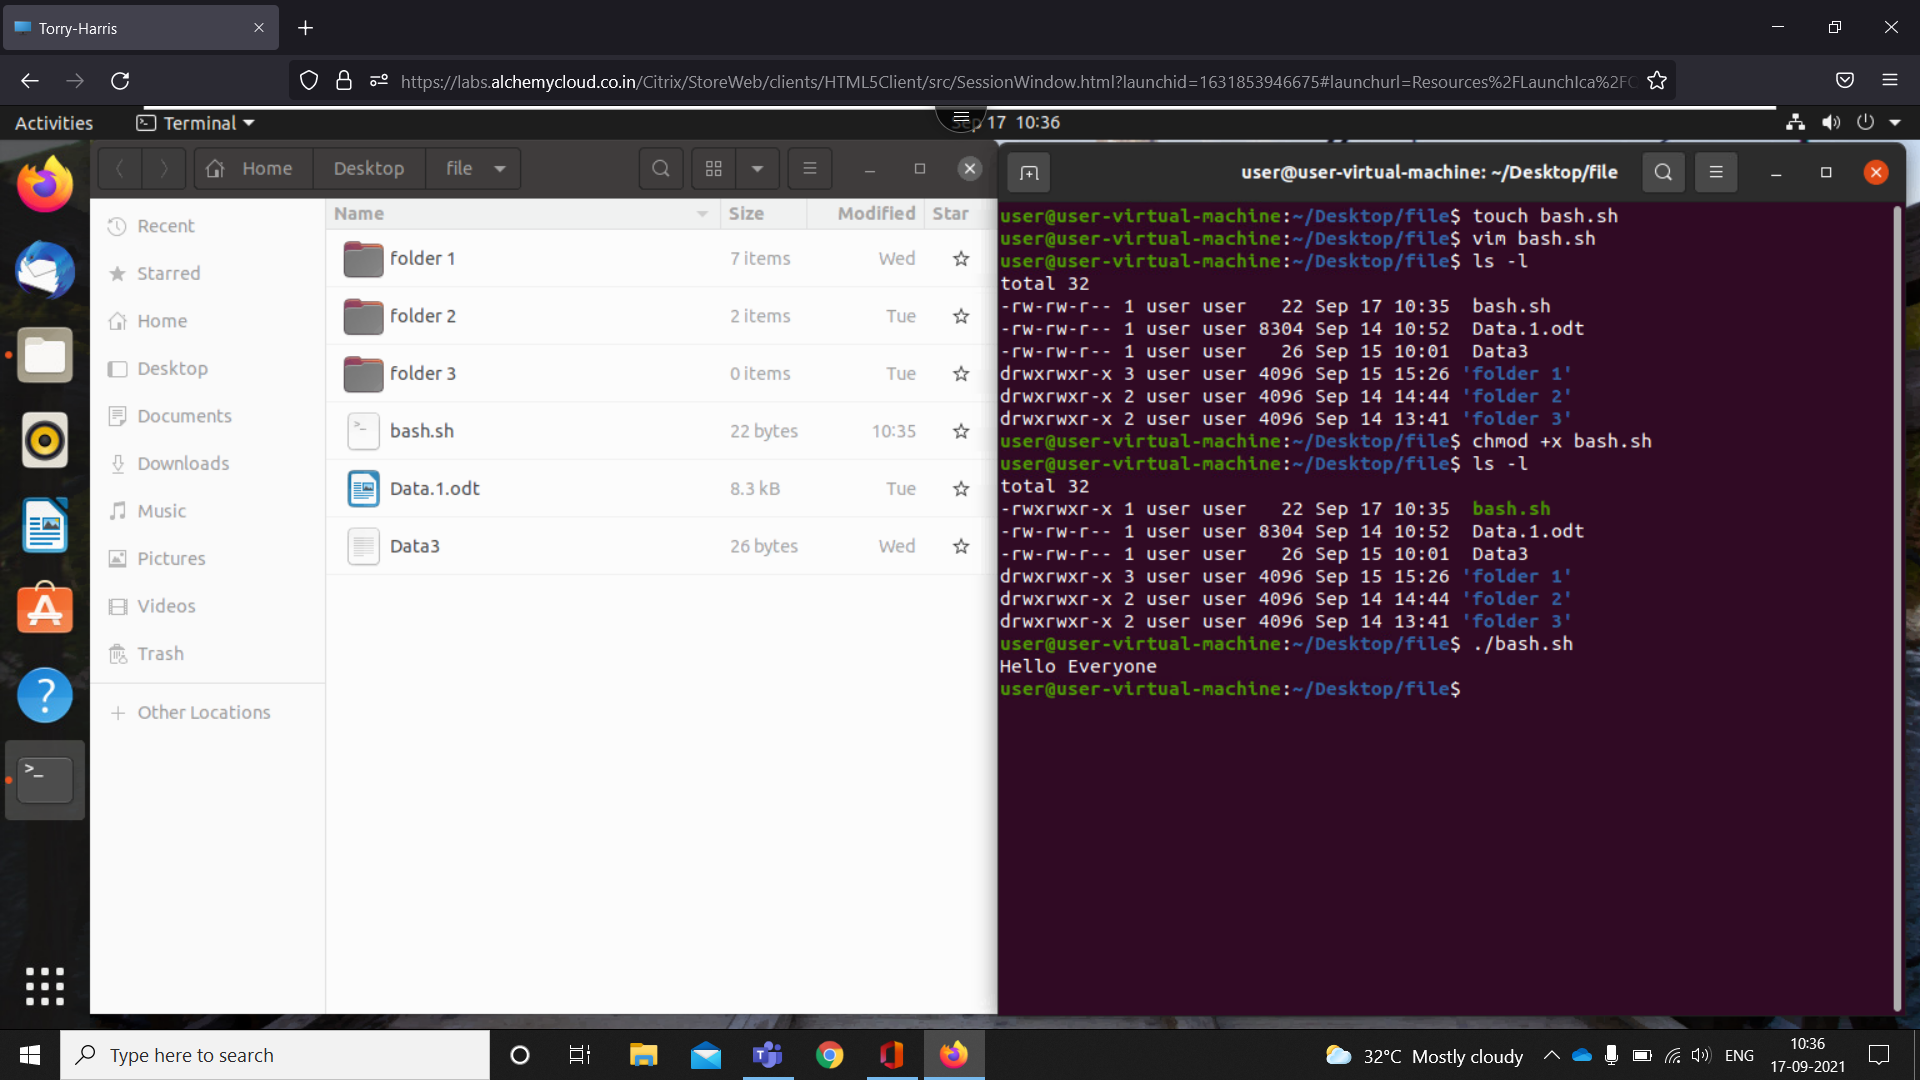 Torry-Harris
https://labs.alchemycloud.co.in/Citrix/StoreWeb/clients/HTML5Client/src/SessionWindow.html?launchid=1631853946675#launchurl=Resources%2FLaunchIca%2FC
Activities
Terminal
Sep 17 10:36
Home
Desktop
file
Recent
Starred
Home
Desktop
Documents
Downloads
Music
Pictures
Videos
Trash
Other Locations
Name Size Modified Star
folder 1 7 items Wed
folder 2 2 items Tue
folder 3 0 items Tue
bash.sh 22 bytes 10:35
Data.1.odt 8.3 kB Tue
Data3 26 bytes Wed
user@user-virtual-machine: ~/Desktop/file
user@user-virtual-machine:~/Desktop/file$ touch bash.sh
user@user-virtual-machine:~/Desktop/file$ vim bash.sh
user@user-virtual-machine:~/Desktop/file$ ls -l
total 32
-rw-rw-r-- 1 user user   22 Sep 17 10:35  bash.sh
-rw-rw-r-- 1 user user 8304 Sep 14 10:52  Data.1.odt
-rw-rw-r-- 1 user user   26 Sep 15 10:01  Data3
drwxrwxr-x 3 user user 4096 Sep 15 15:26 'folder 1'
drwxrwxr-x 2 user user 4096 Sep 14 14:44 'folder 2'
drwxrwxr-x 2 user user 4096 Sep 14 13:41 'folder 3'
user@user-virtual-machine:~/Desktop/file$ chmod +x bash.sh
user@user-virtual-machine:~/Desktop/file$ ls -l
total 32
-rwxrwxr-x 1 user user   22 Sep 17 10:35  bash.sh
-rw-rw-r-- 1 user user 8304 Sep 14 10:52  Data.1.odt
-rw-rw-r-- 1 user user   26 Sep 15 10:01  Data3
drwxrwxr-x 3 user user 4096 Sep 15 15:26 'folder 1'
drwxrwxr-x 2 user user 4096 Sep 14 14:44 'folder 2'
drwxrwxr-x 2 user user 4096 Sep 14 13:41 'folder 3'
user@user-virtual-machine:~/Desktop/file$ ./bash.sh
Hello Everyone
user@user-virtual-machine:~/Desktop/file$
Type here to search
32°C Mostly cloudy
ENG
10:36
17-09-2021